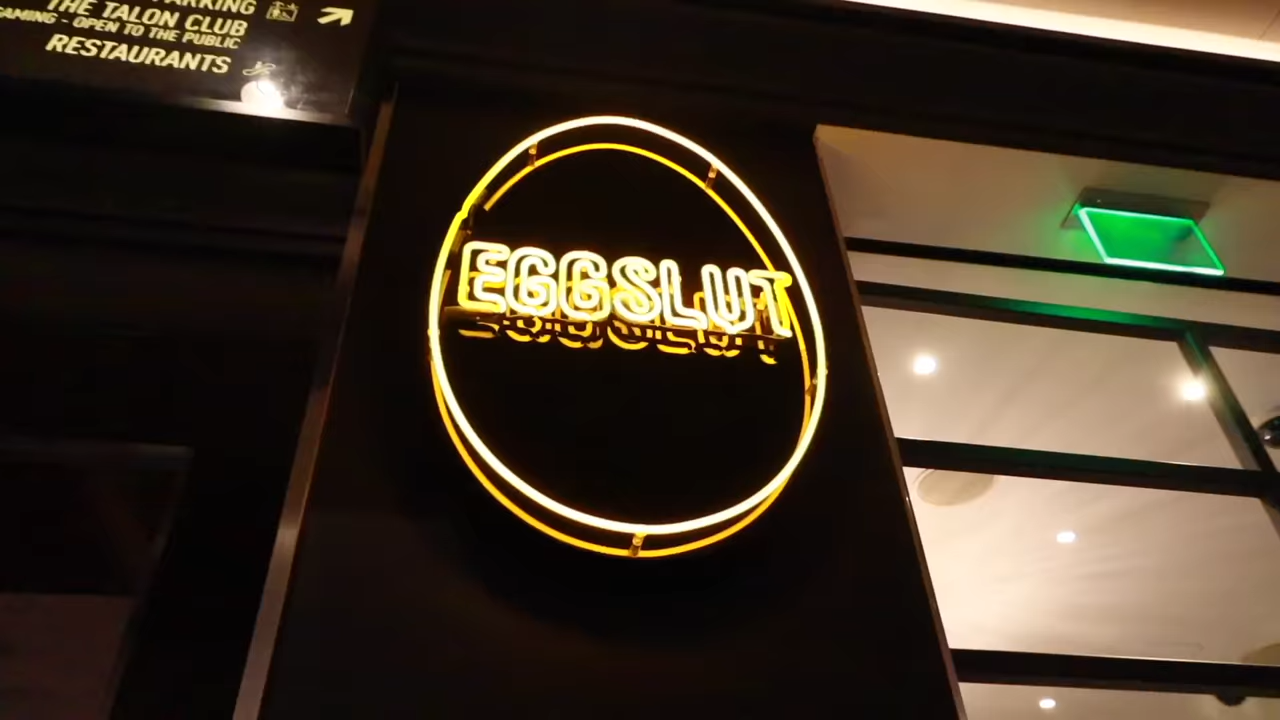 PARKING
THE TALON CLUB
GAMING - OPEN TO THE PUBLIC
RESTAURANTS
EGGSLUT